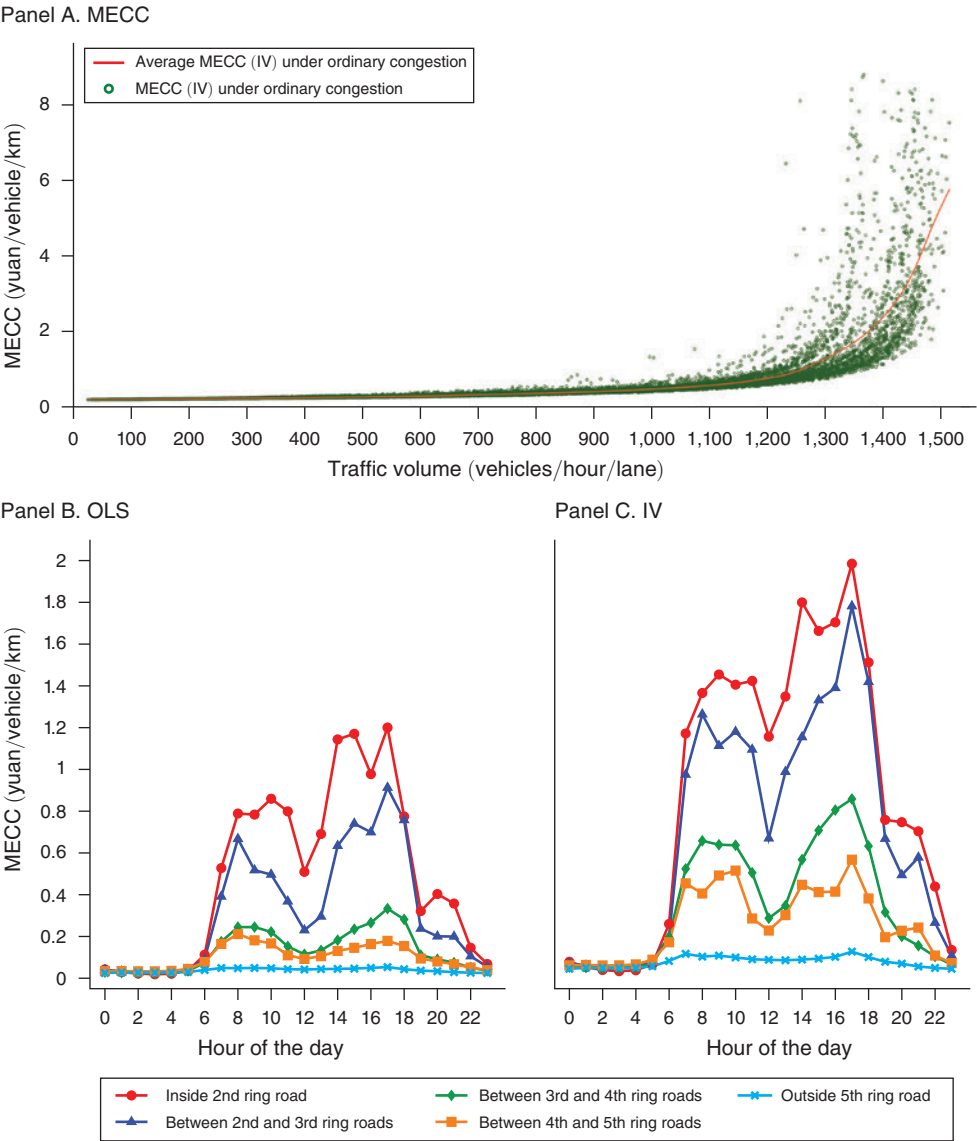 Panel A. MECC
Average MECC (IV) under ordinary congestion
MECC (IV) under ordinary congestion
MECC (yuan/vehicle/km)
8
6
4
2
0
0 100 200 300 400 500 600 700 800 900 1,000 1,100 1,200 1,300 1,400 1,500
Traffic volume (vehicles/hour/lane)
Panel B. OLS
Panel C. IV
MECC (yuan/vehicle/km)
2
1.8
1.6
1.4
1.2
1
0.8
0.6
0.4
0.2
0
0 2 4 6 8 10 12 14 16 18 20 22
Hour of the day
0 2 4 6 8 10 12 14 16 18 20 22
Hour of the day
Inside 2nd ring road
Between 3rd and 4th ring roads
Outside 5th ring road
Between 2nd and 3rd ring roads
Between 4th and 5th ring roads